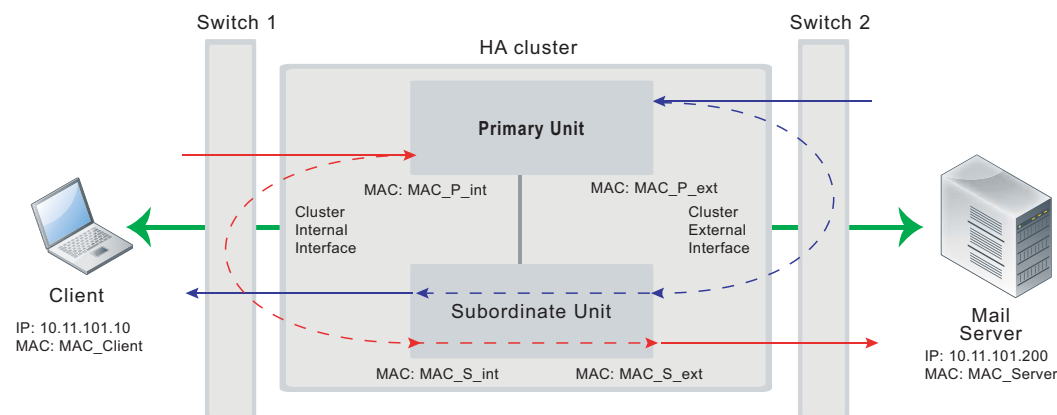 Switch 1
Switch 2
HA cluster
Primary Unit
MAC: MAC_P_int
MAC: MAC_P_ext
Cluster
Internal
Interface
Cluster
External
Interface
Client
IP: 10.11.101.10
MAC: MAC_Client
Subordinate Unit
MAC: MAC_S_int
MAC: MAC_S_ext
Mail
Server
IP: 10.11.101.200
MAC: MAC_Server